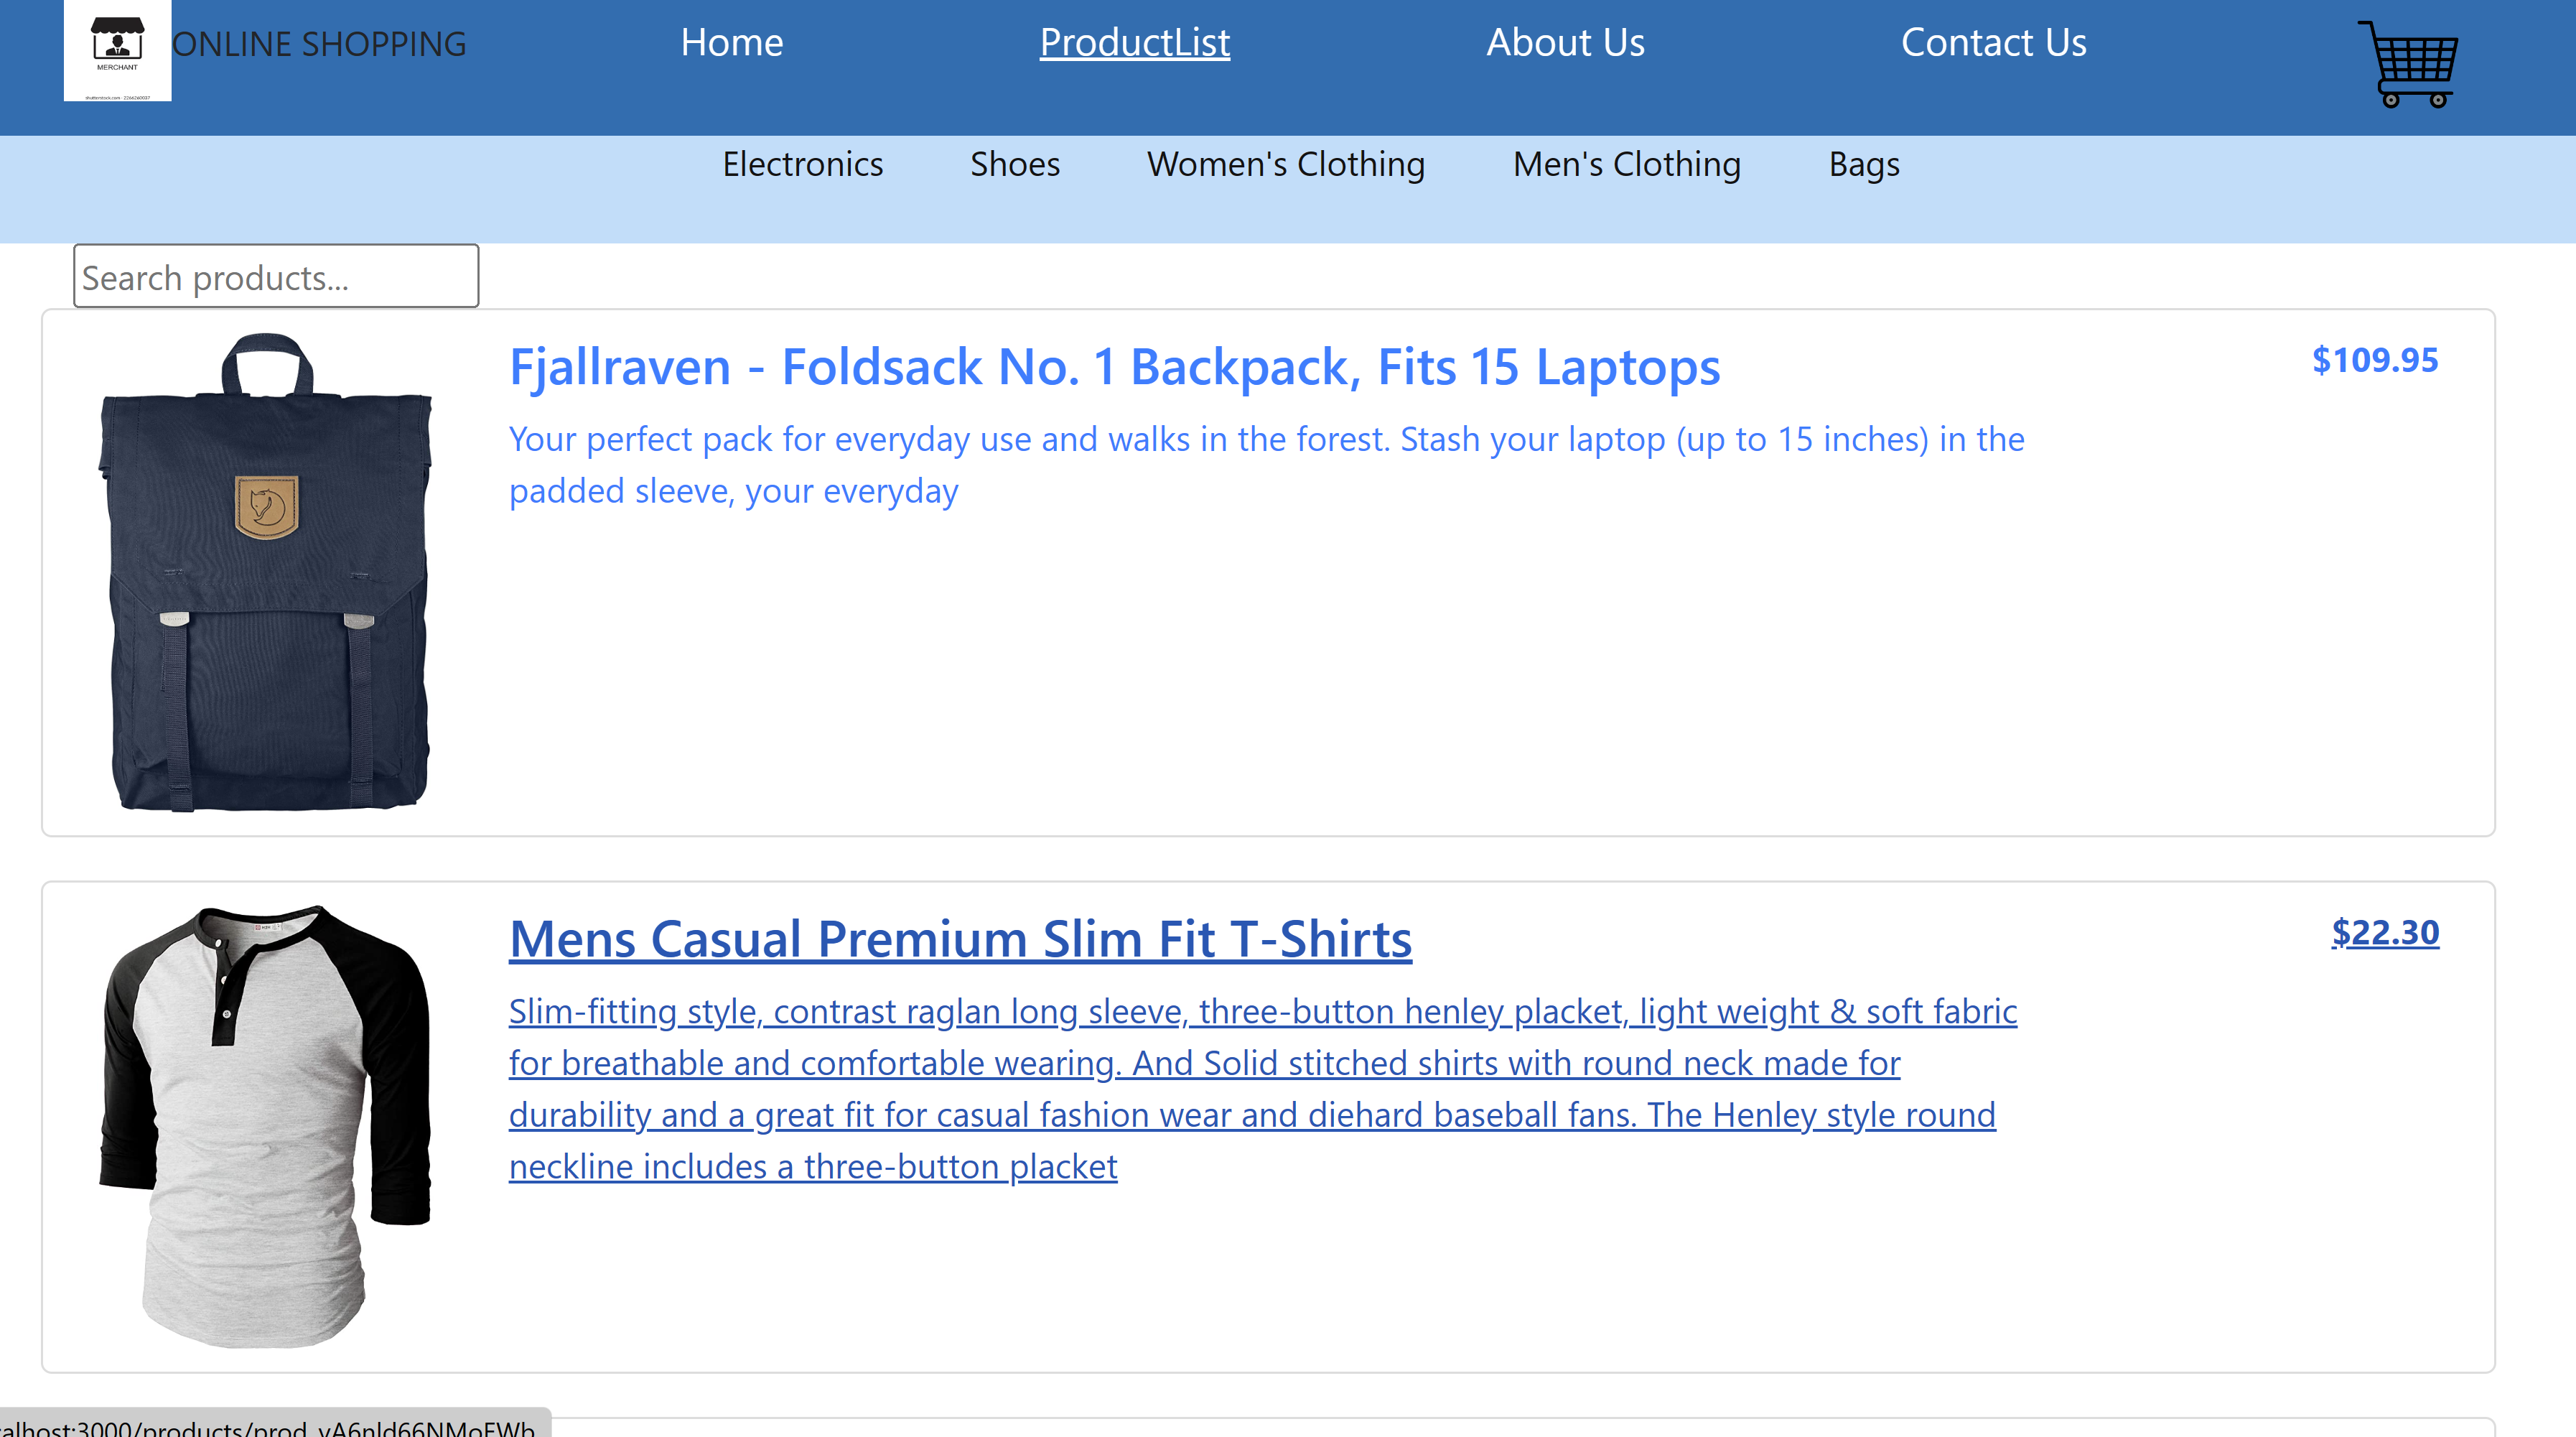 MERCHANT
shutterstock.com · 2266260037
ONLINE SHOPPING
Home
ProductList
About Us
Contact Us
Electronics
Shoes
Women's Clothing
Men's Clothing
Bags
Search products...
Fjallraven - Foldsack No. 1 Backpack, Fits 15 Laptops
$109.95
Your perfect pack for everyday use and walks in the forest. Stash your laptop (up to 15 inches) in the
padded sleeve, your everyday
Mens Casual Premium Slim Fit T-Shirts
$22.30
Slim-fitting style, contrast raglan long sleeve, three-button henley placket, light weight & soft fabric
for breathable and comfortable wearing. And Solid stitched shirts with round neck made for
durability and a great fit for casual fashion wear and diehard baseball fans. The Henley style round
neckline includes a three-button placket